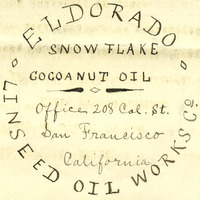 ELDORADO
LINSEED OIL WORKS Co
SNOW FLAKE
COCOANUT OIL
Office, 208 Cal. St.
San Francisco
California